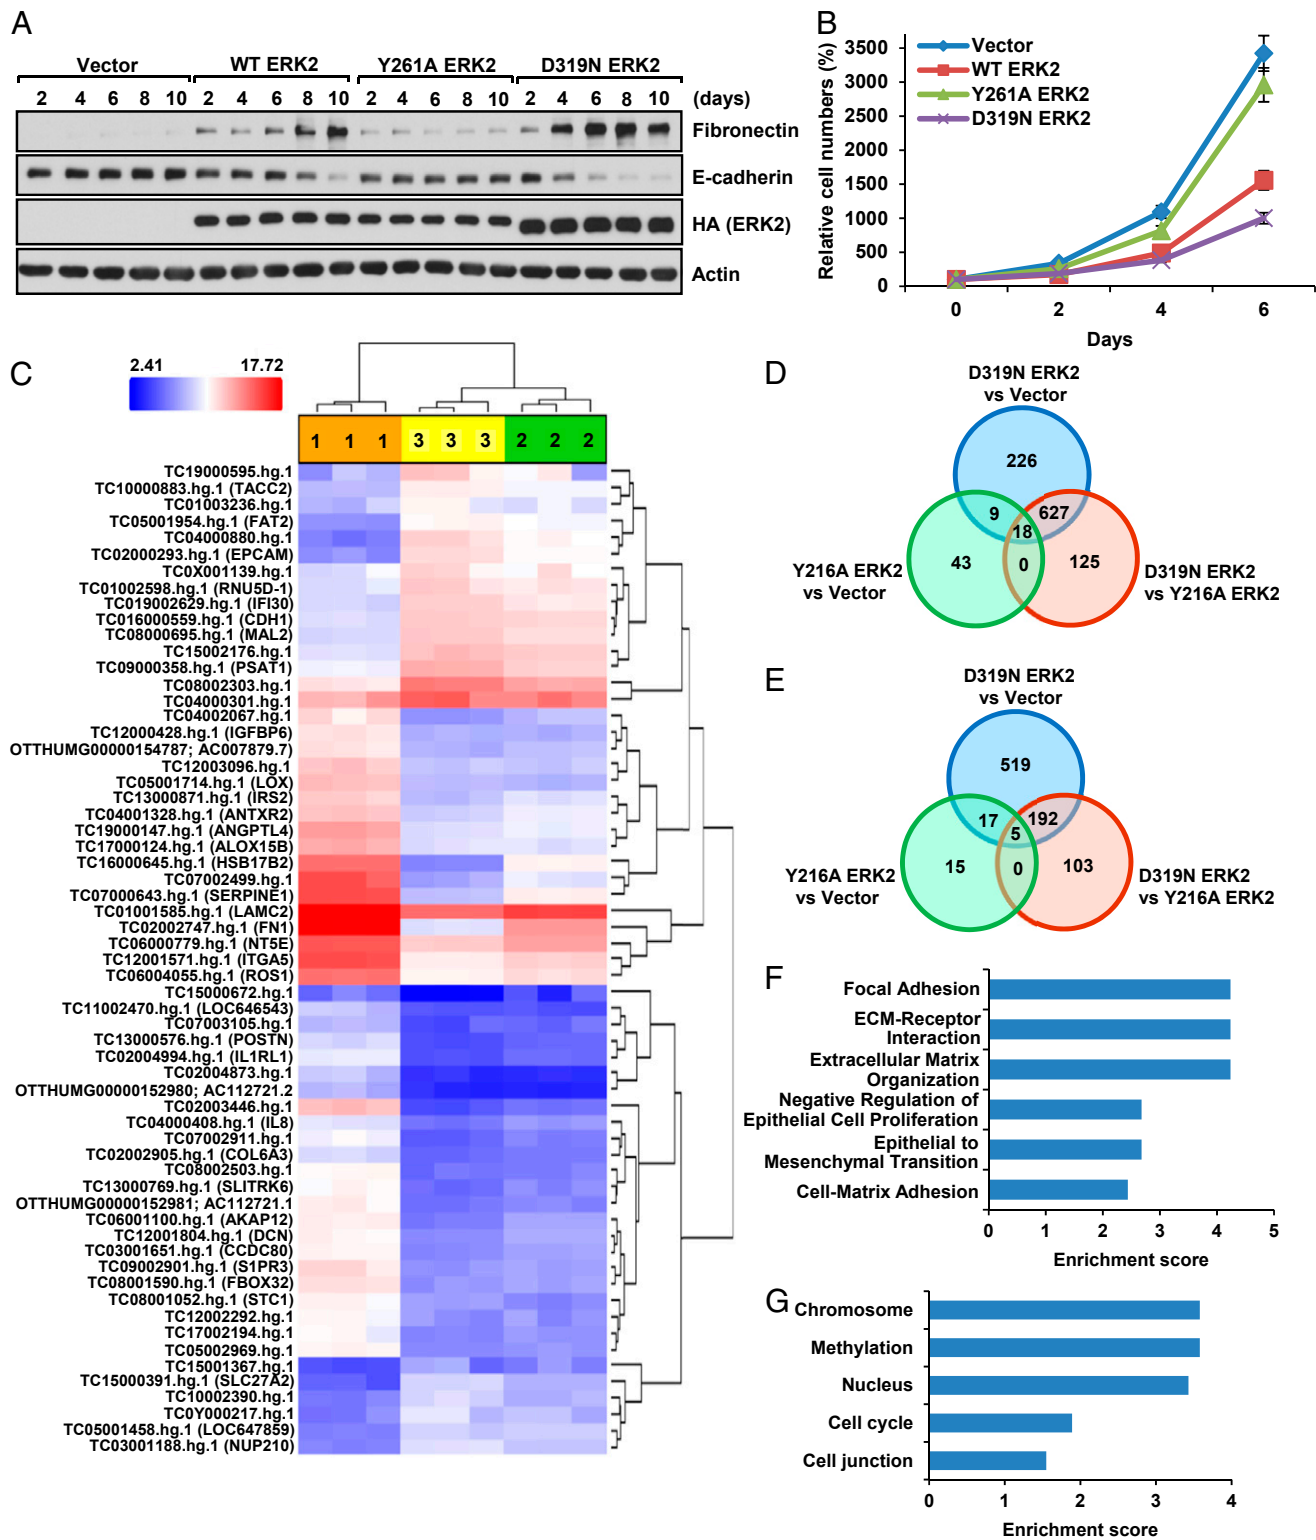 A
Vector
WT ERK2
Y261A ERK2
D319N ERK2
2 4 6 8 10 2 4 6 8 10 2 4 6 8 10 2 4 6 8 10 (days)
Fibronectin
E-cadherin
HA (ERK2)
Actin
B
Relative cell numbers (%)
3500
3000
2500
2000
1500
1000
500
0
Vector
WT ERK2
Y261A ERK2
D319N ERK2
0 2 4 6
Days
C
2.41 17.72
1 1 1 3 3 3 2 2 2
TC19000595.hg.1
TC10000883.hg.1 (TACC2)
TC01003236.hg.1
TC05001954.hg.1 (FAT2)
TC04000880.hg.1
TC02000293.hg.1 (EPCAM)
TC0X001139.hg.1
TC01002598.hg.1 (RNU5D-1)
TC019002629.hg.1 (IFI30)
TC016000559.hg.1 (CDH1)
TC08000695.hg.1 (MAL2)
TC15002176.hg.1
TC09000358.hg.1 (PSAT1)
TC08002303.hg.1
TC04000301.hg.1
TC04002067.hg.1
TC12000428.hg.1 (IGFBP6)
OTTHUMG00000154787; AC007879.7)
TC12003096.hg.1
TC05001714.hg.1 (LOX)
TC13000871.hg.1 (IRS2)
TC04001328.hg.1 (ANTXR2)
TC19000147.hg.1 (ANGPTL4)
TC17000124.hg.1 (ALOX15B)
TC16000645.hg.1 (HSB17B2)
TC07002499.hg.1
TC07000643.hg.1 (SERPINE1)
TC01001585.hg.1 (LAMC2)
TC02002747.hg.1 (FN1)
TC06000779.hg.1 (NT5E)
TC12001571.hg.1 (ITGA5)
TC06004055.hg.1 (ROS1)
TC15000672.hg.1
TC11002470.hg.1 (LOC646543)
TC07003105.hg.1
TC13000576.hg.1 (POSTN)
TC02004994.hg.1 (IL1RL1)
TC02004873.hg.1
OTTHUMG00000152980; AC112721.2
TC02003446.hg.1
TC04000408.hg.1 (IL8)
TC07002911.hg.1
TC02002905.hg.1 (COL6A3)
TC08002503.hg.1
TC13000769.hg.1 (SLITRK6)
OTTHUMG00000152981; AC112721.1
TC06001100.hg.1 (AKAP12)
TC12001804.hg.1 (DCN)
TC03001651.hg.1 (CCDC80)
TC09002901.hg.1 (S1PR3)
TC08001590.hg.1 (FBOX32)
TC08001052.hg.1 (STC1)
TC12002292.hg.1
TC17002194.hg.1
TC05002969.hg.1
TC15001367.hg.1
TC15000391.hg.1 (SLC27A2)
TC10002390.hg.1
TC0Y000217.hg.1
TC05001458.hg.1 (LOC647859)
TC03001188.hg.1 (NUP210)
D
D319N ERK2
vs Vector
226
9
627
18
43
0
125
Y216A ERK2
vs Vector
D319N ERK2
vs Y216A ERK2
E
D319N ERK2
vs Vector
519
17
192
5
15
0
103
Y216A ERK2
vs Vector
D319N ERK2
vs Y216A ERK2
F
Focal Adhesion
ECM-Receptor
Interaction
Extracellular Matrix
Organization
Negative Regulation of
Epithelial Cell Proliferation
Epithelial to
Mesenchymal Transition
Cell-Matrix Adhesion
0 1 2 3 4 5
Enrichment score
G
Chromosome
Methylation
Nucleus
Cell cycle
Cell junction
0 1 2 3 4
Enrichment score